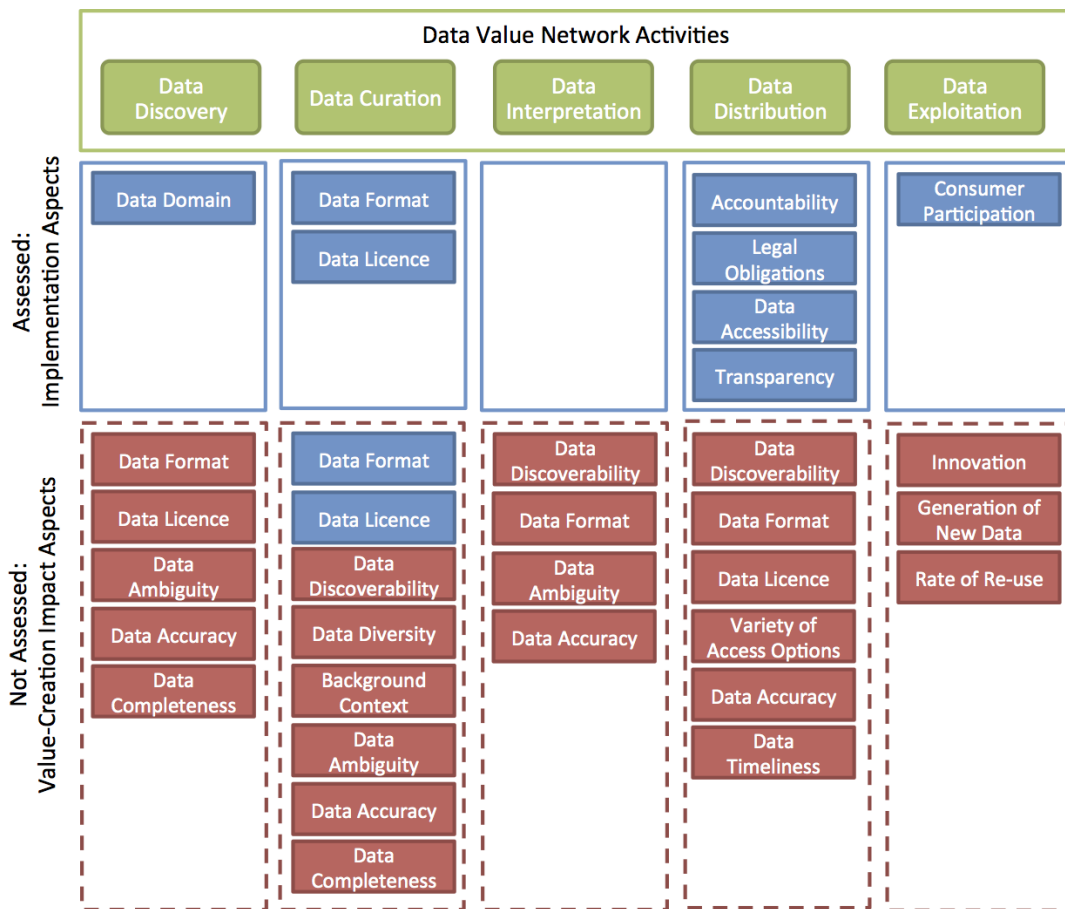 Data Value Network Activities
Data
Discovery
Data Curation
Data
Interpretation
Data
Distribution
Data
Exploitation
Assessed:
Implementation Aspects
Data Domain
Data Format
Data Licence
Accountability
Legal
Obligations
Data
Accessibility
Transparency
Consumer
Participation
Not Assessed:
Value-Creation Impact Aspects
Data Format
Data Licence
Data
Ambiguity
Data Accuracy
Data
Completeness
Data Format
Data Licence
Data
Discoverability
Data Diversity
Background
Context
Data
Ambiguity
Data Accuracy
Data
Completeness
Data
Discoverability
Data Format
Data
Ambiguity
Data Accuracy
Data
Discoverability
Data Format
Data Licence
Variety of
Access Options
Data Accuracy
Data
Timeliness
Innovation
Generation of
New Data
Rate of Re-use